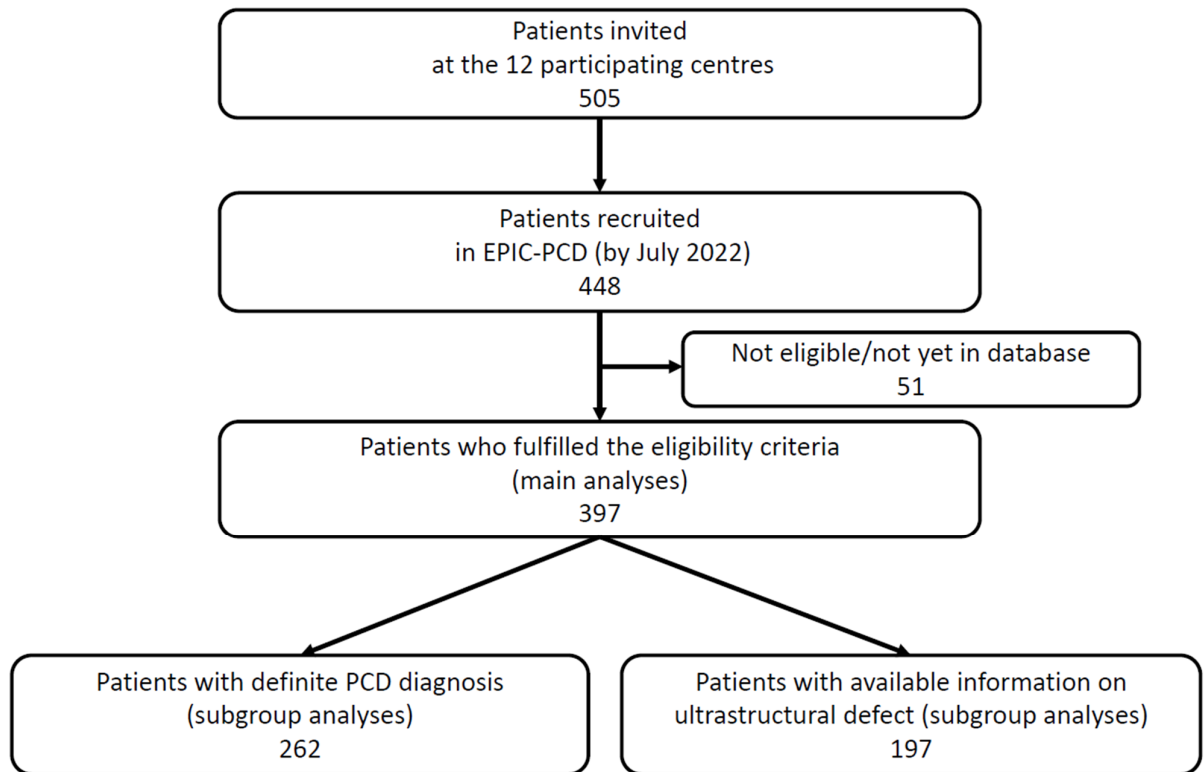 Patients invited
at the 12 participating centres
505
Patients recruited
in EPIC-PCD (by July 2022)
448
Not eligible/not yet in database
51
Patients who fulfilled the eligibility criteria
(main analyses)
397
Patients with definite PCD diagnosis
(subgroup analyses)
262
Patients with available information on
ultrastructural defect (subgroup analyses)
197